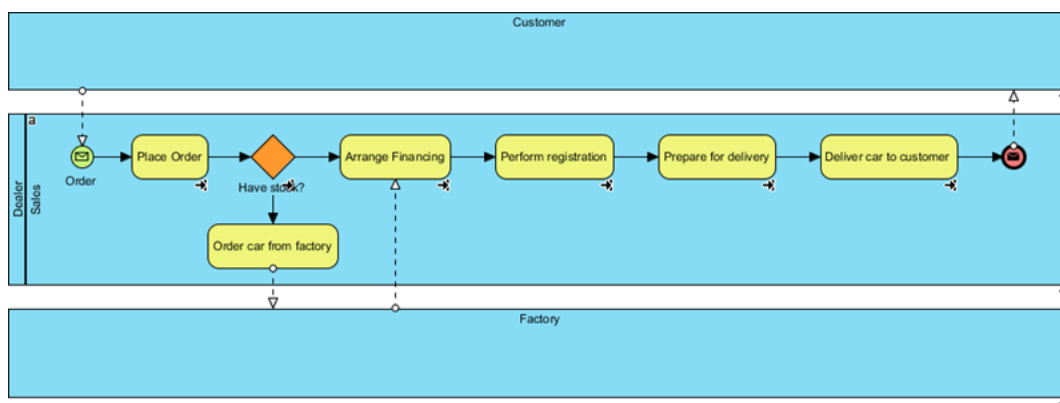 Customer
a
Dealer
Sales
Order
Place Order
Have stock?
Arrange Financing
Perform registration
Prepare for delivery
Deliver car to customer
Order car from factory
Factory